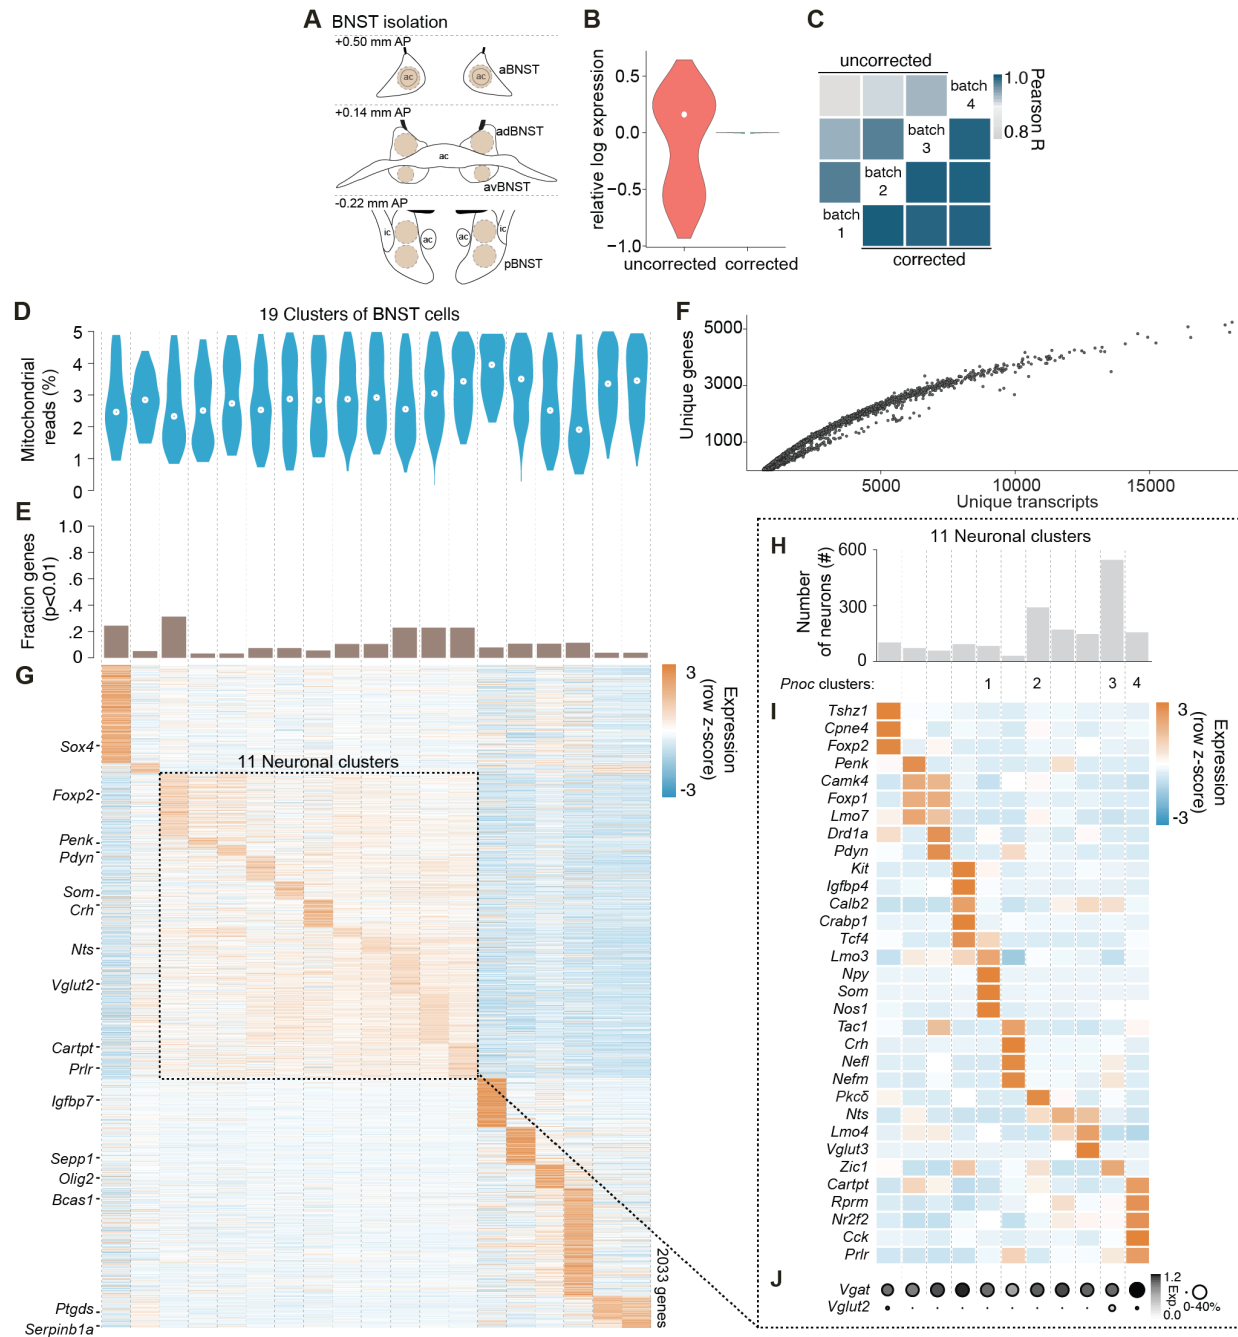 A BNST isolation
+0.50 mm AP
ac
ac
aBNST
+0.14 mm AP
adBNST
ac
avBNST
-0.22 mm AP
ic
ac
ac
ic
pBNST
B
relative log expression
0.5
0.0
−0.5
−1.0
uncorrected corrected
C
uncorrected
batch 4
batch 3
batch 2
batch 1
corrected
1.0
0.8
Pearson R
D
19 Clusters of BNST cells
Mitochondrial
reads (%)
5
4
3
2
1
0
E
Fraction genes
(p<0.01)
1.0
.8
.6
.4
.2
0
F
Unique genes
5000
3000
1000
5000 10000 15000
Unique transcripts
G
3
-3
Expression
(row z-score)
11 Neuronal clusters
Sox4
Foxp2
Penk
Pdyn
Som
Crh
Nts
Vglut2
Cartpt
Prlr
Igfbp7
Sepp1
Olig2
Bcas1
Ptgds
Serpinb1a
2033 genes
H
11 Neuronal clusters
Number
of neurons (#)
600
300
0
Pnoc clusters: 1 2 3 4
I
Tshz1
Cpne4
Foxp2
Penk
Camk4
Foxp1
Lmo7
Drd1a
Pdyn
Kit
Igfbp4
Calb2
Crabp1
Tcf4
Lmo3
Npy
Som
Nos1
Tac1
Crh
Nefl
Nefm
Pkcδ
Nts
Lmo4
Vglut3
Zic1
Cartpt
Rprm
Nr2f2
Cck
Prlr
3
-3
Expression
(row z-score)
J
Vgat
Vglut2
1.2
0.0
Exp.
0-40%